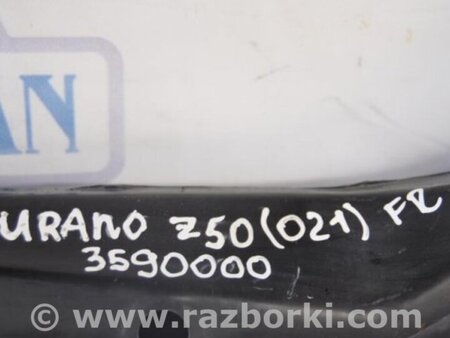 AN
URANO Z50(021) FR
3590000
© www.razborki.com